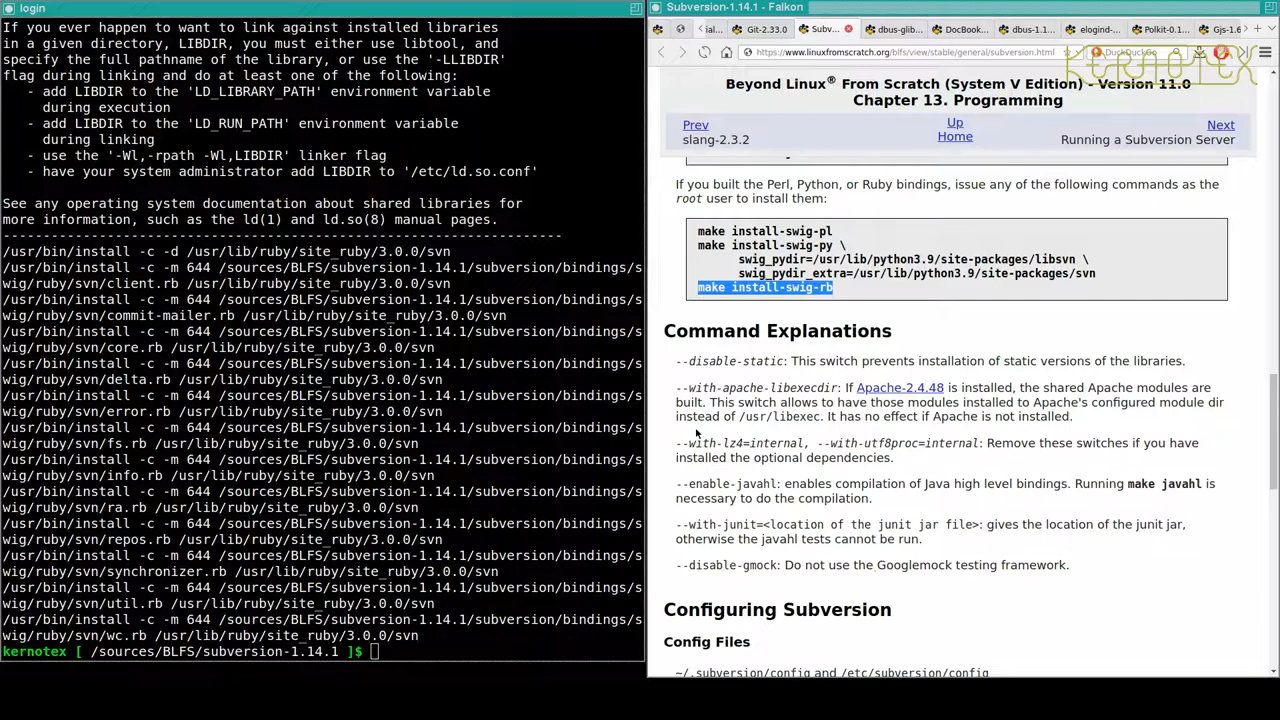 login
If you ever happen to want to link against installed libraries
in a given directory, LIBDIR, you must either use libtool, and
specify the full pathname of the library, or use the '-LLIBDIR'
flag during linking and do at least one of the following:
- add LIBDIR to the 'LD_LIBRARY_PATH' environment variable
during execution
- add LIBDIR to the 'LD_RUN_PATH' environment variable
during linking
- use the '-Wl,-rpath -Wl,LIBDIR' linker flag
- have your system administrator add LIBDIR to '/etc/ld.so.conf'
See any operating system documentation about shared libraries for
more information, such as the ld(1) and ld.so(8) manual pages.
----------------------------------------------------------------------
/usr/bin/install -c -d /usr/lib/ruby/site_ruby/3.0.0/svn
/usr/bin/install -c -m 644 /sources/BLFS/subversion-1.14.1/subversion/bindings/s
wig/ruby/svn/client.rb /usr/lib/ruby/site_ruby/3.0.0/svn
/usr/bin/install -c -m 644 /sources/BLFS/subversion-1.14.1/subversion/bindings/s
wig/ruby/svn/commit-mailer.rb /usr/lib/ruby/site_ruby/3.0.0/svn
/usr/bin/install -c -m 644 /sources/BLFS/subversion-1.14.1/subversion/bindings/s
wig/ruby/svn/core.rb /usr/lib/ruby/site_ruby/3.0.0/svn
/usr/bin/install -c -m 644 /sources/BLFS/subversion-1.14.1/subversion/bindings/s
wig/ruby/svn/delta.rb /usr/lib/ruby/site_ruby/3.0.0/svn
/usr/bin/install -c -m 644 /sources/BLFS/subversion-1.14.1/subversion/bindings/s
wig/ruby/svn/error.rb /usr/lib/ruby/site_ruby/3.0.0/svn
/usr/bin/install -c -m 644 /sources/BLFS/subversion-1.14.1/subversion/bindings/s
wig/ruby/svn/fs.rb /usr/lib/ruby/site_ruby/3.0.0/svn
/usr/bin/install -c -m 644 /sources/BLFS/subversion-1.14.1/subversion/bindings/s
wig/ruby/svn/info.rb /usr/lib/ruby/site_ruby/3.0.0/svn
/usr/bin/install -c -m 644 /sources/BLFS/subversion-1.14.1/subversion/bindings/s
wig/ruby/svn/ra.rb /usr/lib/ruby/site_ruby/3.0.0/svn
/usr/bin/install -c -m 644 /sources/BLFS/subversion-1.14.1/subversion/bindings/s
wig/ruby/svn/repos.rb /usr/lib/ruby/site_ruby/3.0.0/svn
/usr/bin/install -c -m 644 /sources/BLFS/subversion-1.14.1/subversion/bindings/s
wig/ruby/svn/synchronizer.rb /usr/lib/ruby/site_ruby/3.0.0/svn
/usr/bin/install -c -m 644 /sources/BLFS/subversion-1.14.1/subversion/bindings/s
wig/ruby/svn/util.rb /usr/lib/ruby/site_ruby/3.0.0/svn
/usr/bin/install -c -m 644 /sources/BLFS/subversion-1.14.1/subversion/bindings/s
wig/ruby/svn/wc.rb /usr/lib/ruby/site_ruby/3.0.0/svn
kernotex [ /sources/BLFS/subversion-1.14.1 ]$
Subversion-1.14.1 - Falkon
ial... Git-2.33.0 Subv... dbus-glib... DocBook... dbus-1.1... elogind-... Polkit-0.1... Gjs-1.6
https://www.linuxfromscratch.org/blfs/view/stable/general/subversion.html DuckDuckGo
KERNOTEX
Beyond Linux® From Scratch (System V Edition) - Version 11.0
Chapter 13. Programming
Prev Up Next
slang-2.3.2 Home Running a Subversion Server
If you built the Perl, Python, or Ruby bindings, issue any of the following commands as the
root user to install them:
make install-swig-pl
make install-swig-py \
swig_pydir=/usr/lib/python3.9/site-packages/libsvn \
swig_pydir_extra=/usr/lib/python3.9/site-packages/svn
make install-swig-rb
Command Explanations
--disable-static: This switch prevents installation of static versions of the libraries.
--with-apache-libexecdir: If Apache-2.4.48 is installed, the shared Apache modules are
built. This switch allows to have those modules installed to Apache's configured module dir
instead of /usr/libexec. It has no effect if Apache is not installed.
--with-lz4=internal, --with-utf8proc=internal: Remove these switches if you have
installed the optional dependencies.
--enable-javahl: enables compilation of Java high level bindings. Running make javahl is
necessary to do the compilation.
--with-junit=<location of the junit jar file>: gives the location of the junit jar,
otherwise the javahl tests cannot be run.
--disable-gmock: Do not use the Googlemock testing framework.
Configuring Subversion
Config Files
~/.subversion/config and /etc/subversion/config